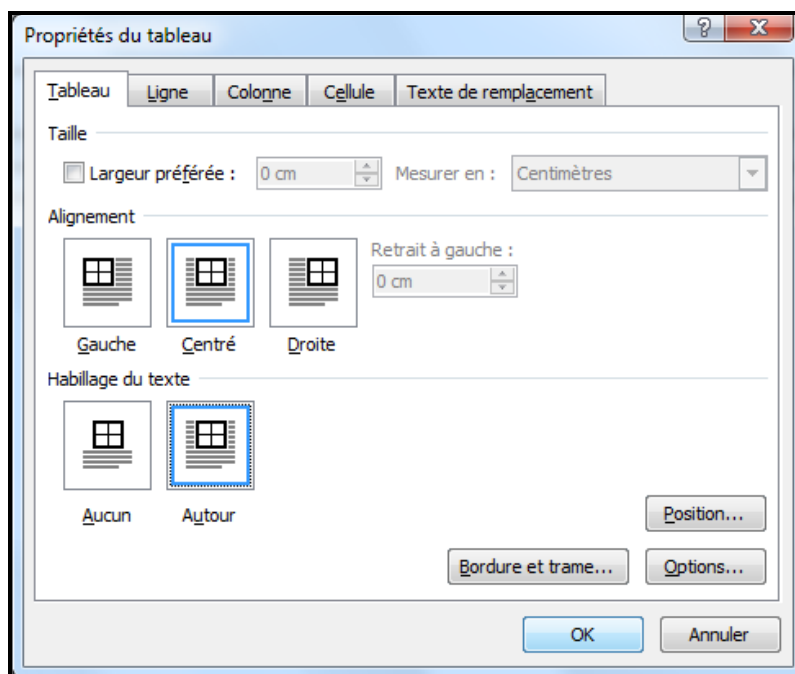 Propriétés du tableau
Tableau Ligne Colonne Cellule Texte de remplacement
Taille
Largeur préférée : 0 cm Mesurer en : Centimètres
Alignement
Retrait à gauche :
0 cm
Gauche Centré Droite
Habillage du texte
Aucun Autour
Position...
Bordure et trame... Options...
OK Annuler